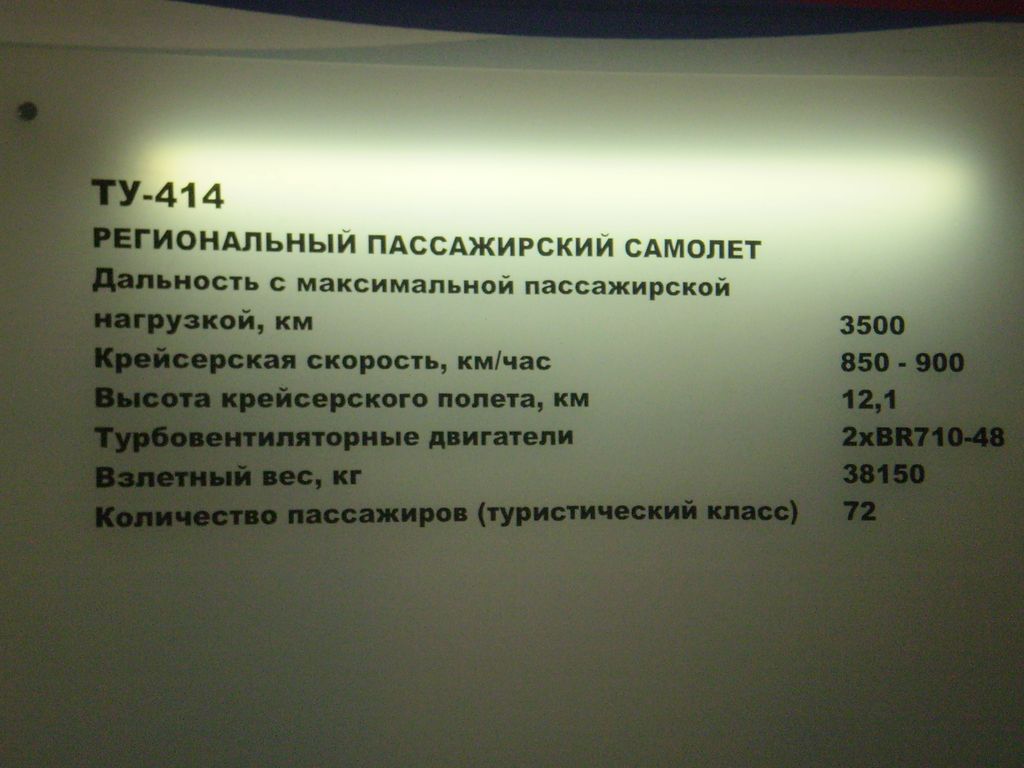 ТУ-414
РЕГИОНАЛЬНЫЙ ПАССАЖИРСКИЙ САМОЛЕТ
Дальность с максимальной пассажирской
нагрузкой, км 3500
Крейсерская скорость, км/час 850 - 900
Высота крейсерского полета, км 12,1
Турбовентиляторные двигатели 2xBR710-48
Взлетный вес, кг 38150
Количество пассажиров (туристический класс) 72